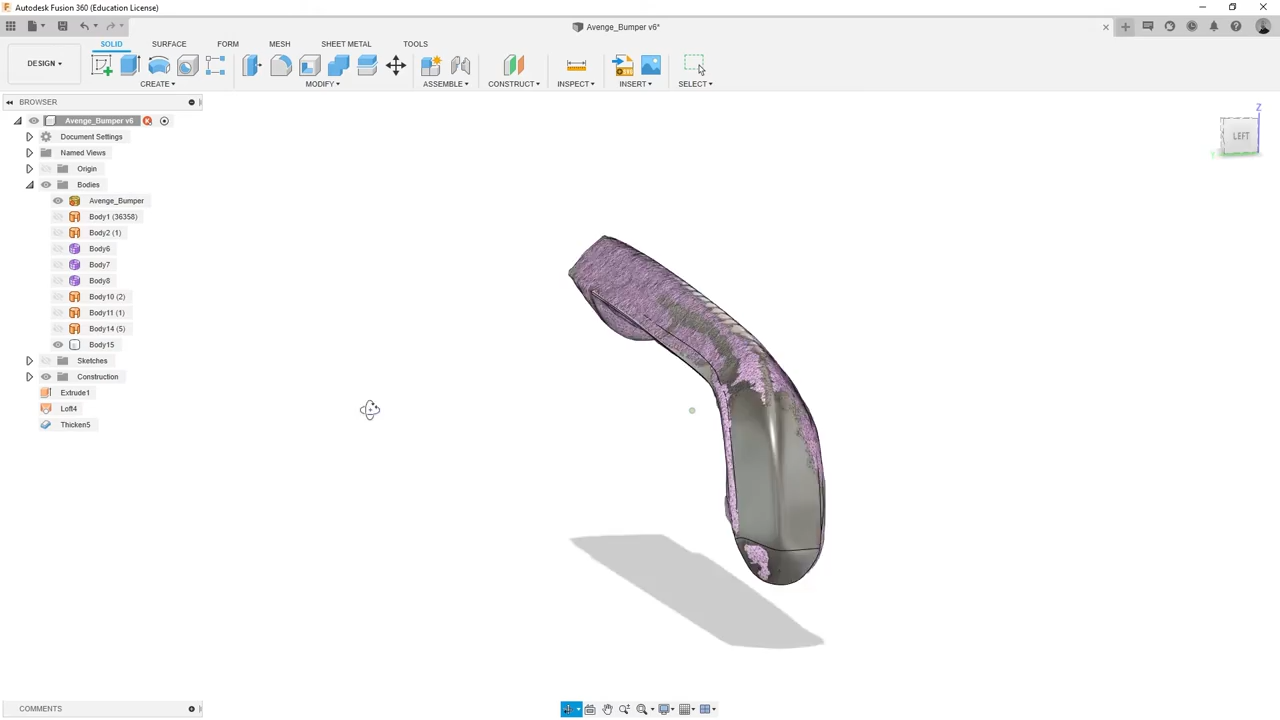 Autodesk Fusion 360 (Education License)
Avenge_Bumper v6*
DESIGN
SOLID SURFACE FORM MESH SHEET METAL TOOLS
CREATE MODIFY ASSEMBLE CONSTRUCT INSPECT INSERT SELECT
BROWSER
Avenge_Bumper v6
Document Settings
Named Views
Origin
Bodies
Avenge_Bumper
Body1 (36358)
Body2 (1)
Body6
Body7
Body8
Body10 (2)
Body11 (1)
Body14 (5)
Body15
Sketches
Construction
Extrude1
Loft4
Thicken5
Z
LEFT
COMMENTS